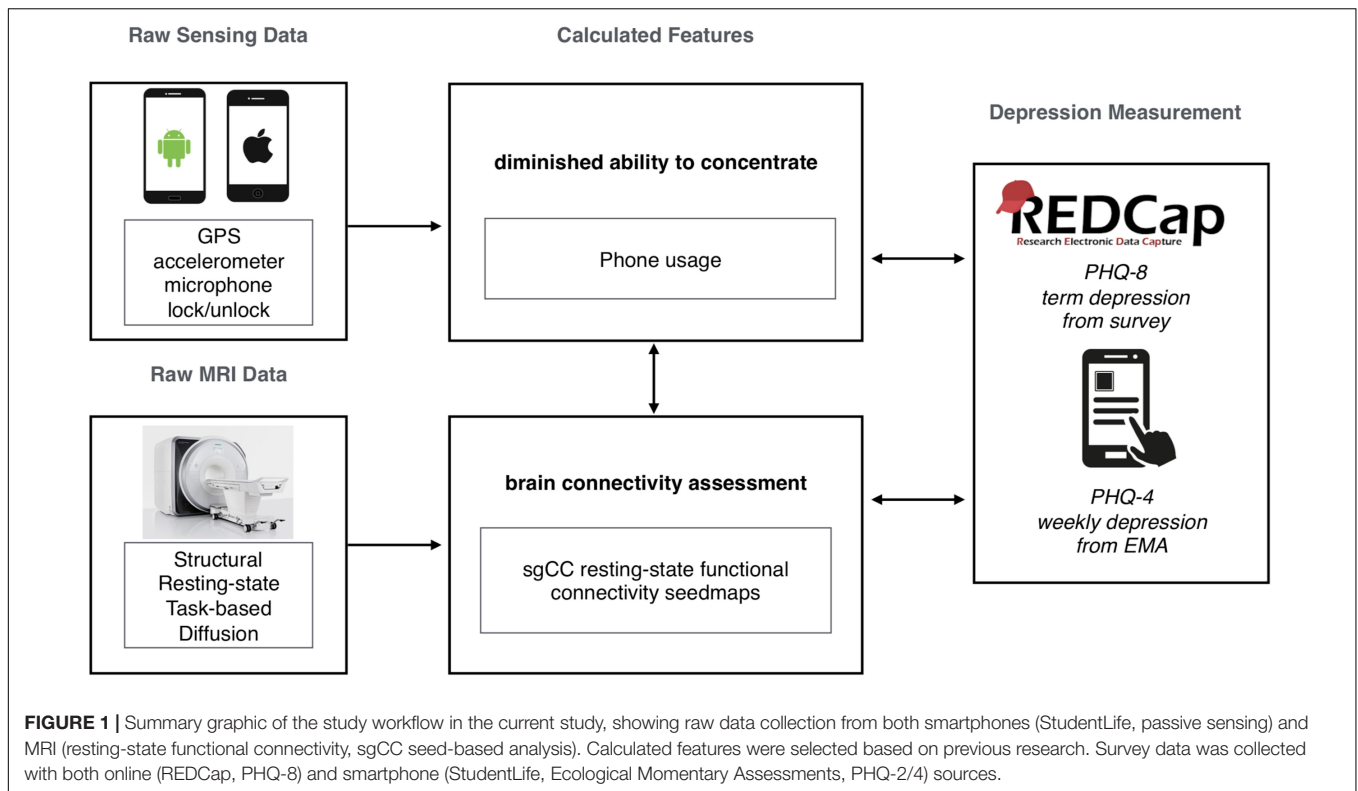 Raw Sensing Data
GPS
accelerometer
microphone
lock/unlock
Raw MRI Data
Structural
Resting-state
Task-based
Diffusion
Calculated Features
diminished ability to concentrate
Phone usage
brain connectivity assessment
sgCC resting-state functional
connectivity seedmaps
Depression Measurement
REDCap
Research Electronic Data Capture
PHQ-8
term depression
from survey
PHQ-4
weekly depression
from EMA
FIGURE 1 | Summary graphic of the study workflow in the current study, showing raw data collection from both smartphones (StudentLife, passive sensing) and
MRI (resting-state functional connectivity, sgCC seed-based analysis). Calculated features were selected based on previous research. Survey data was collected
with both online (REDCap, PHQ-8) and smartphone (StudentLife, Ecological Momentary Assessments, PHQ-2/4) sources.